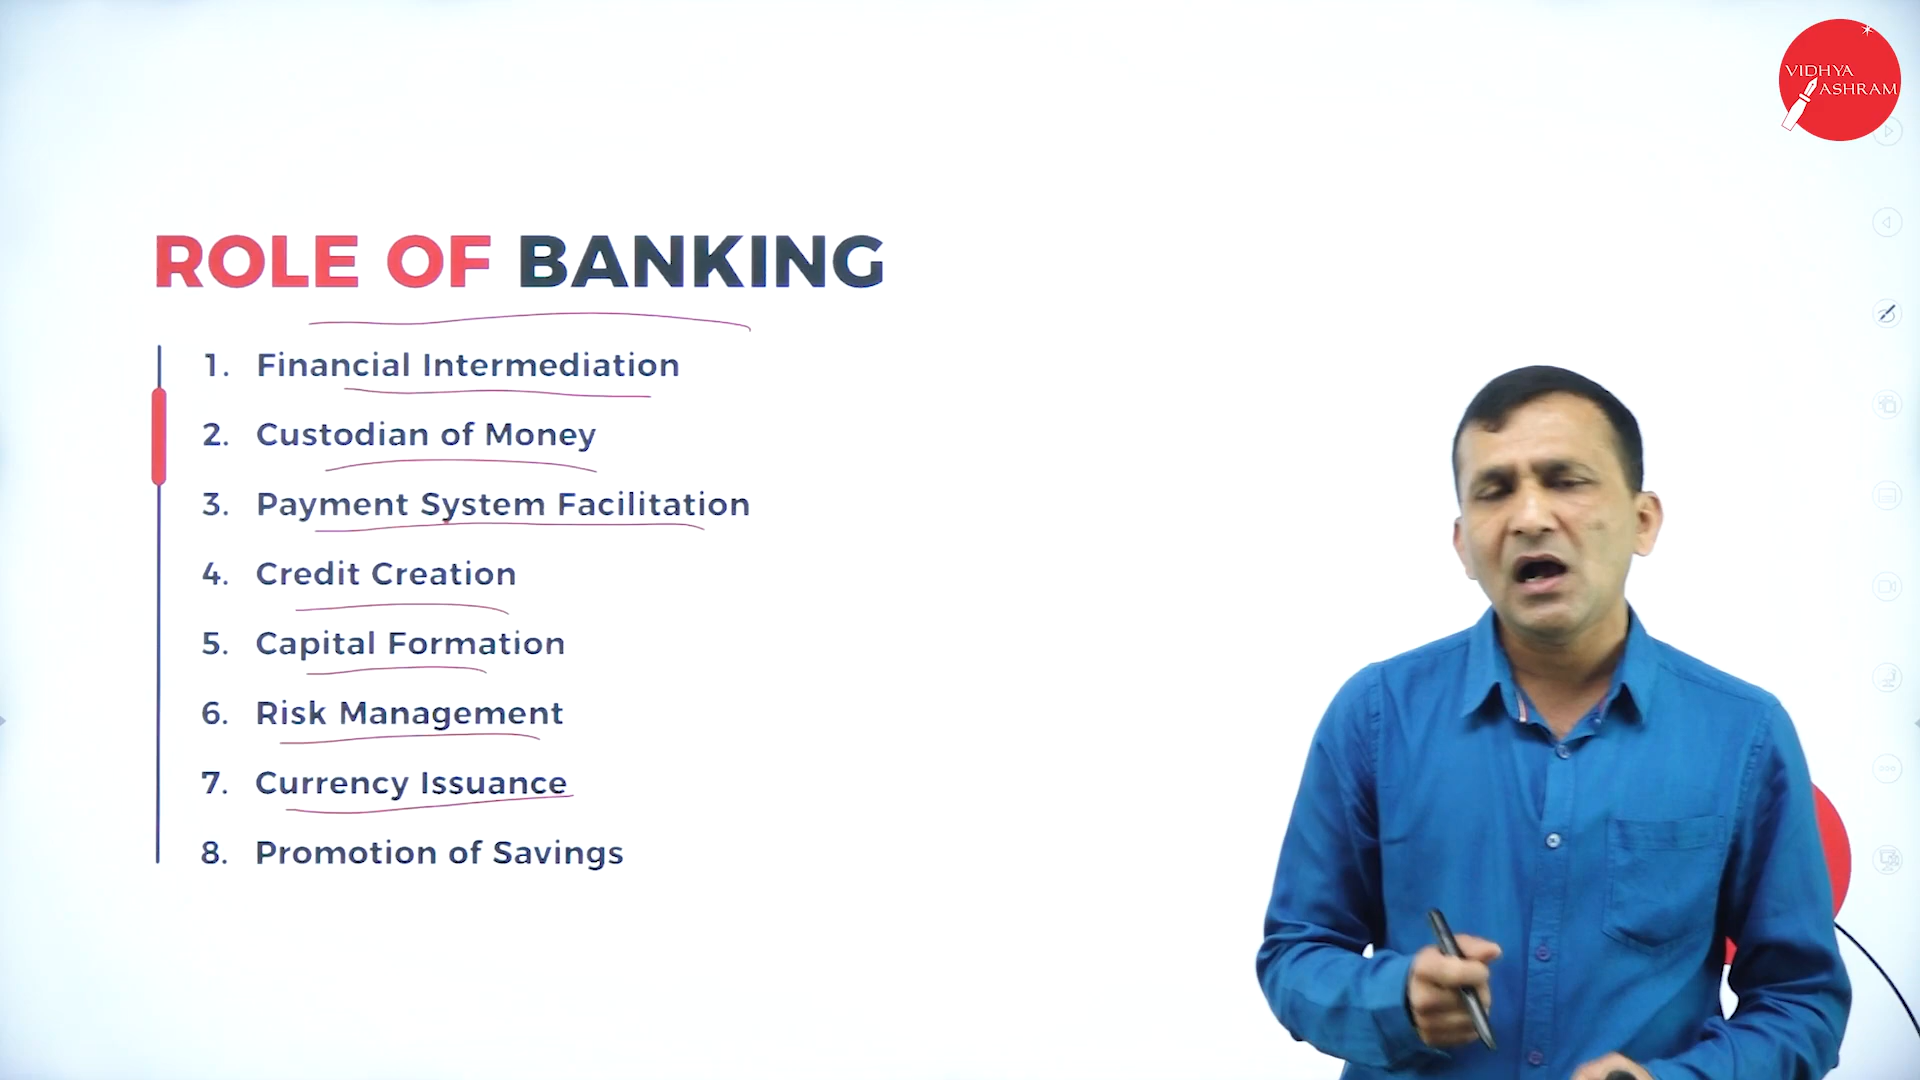 VIDHYA
ASHRAM
ROLE OF BANKING
1. Financial Intermediation
2. Custodian of Money
3. Payment System Facilitation
4. Credit Creation
5. Capital Formation
6. Risk Management
7. Currency Issuance
8. Promotion of Savings